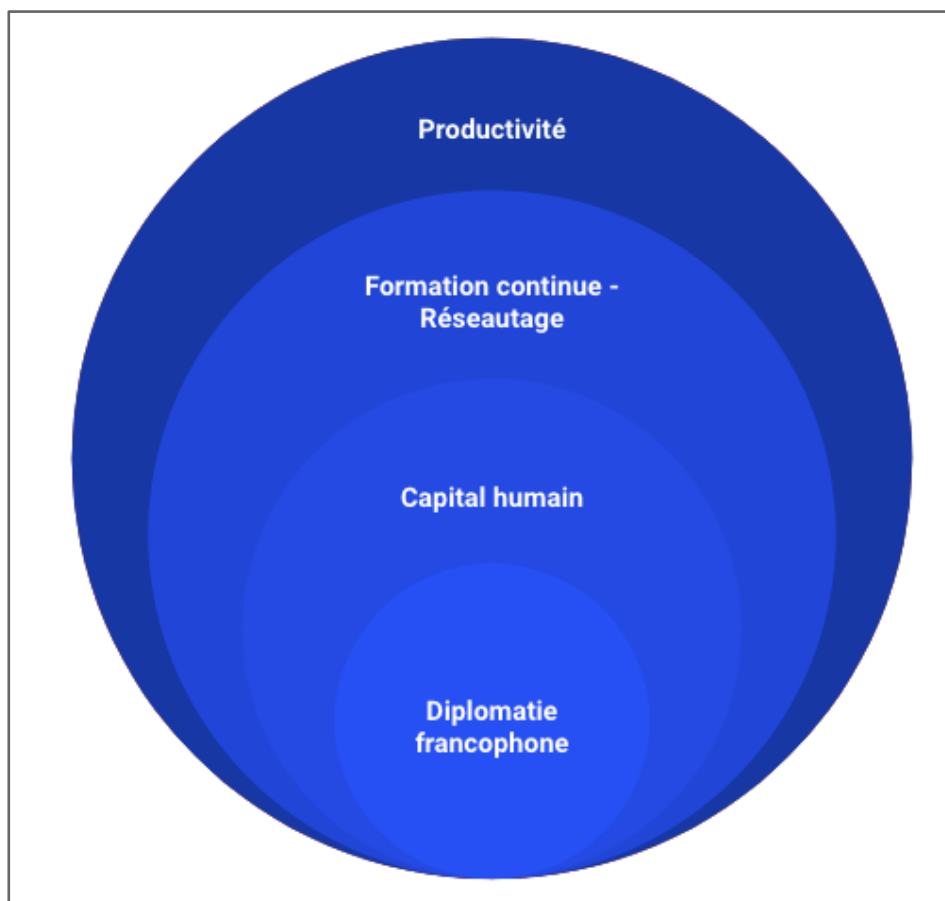 Productivité
Formation continue -
Réseautage
Capital humain
Diplomatie
francophone